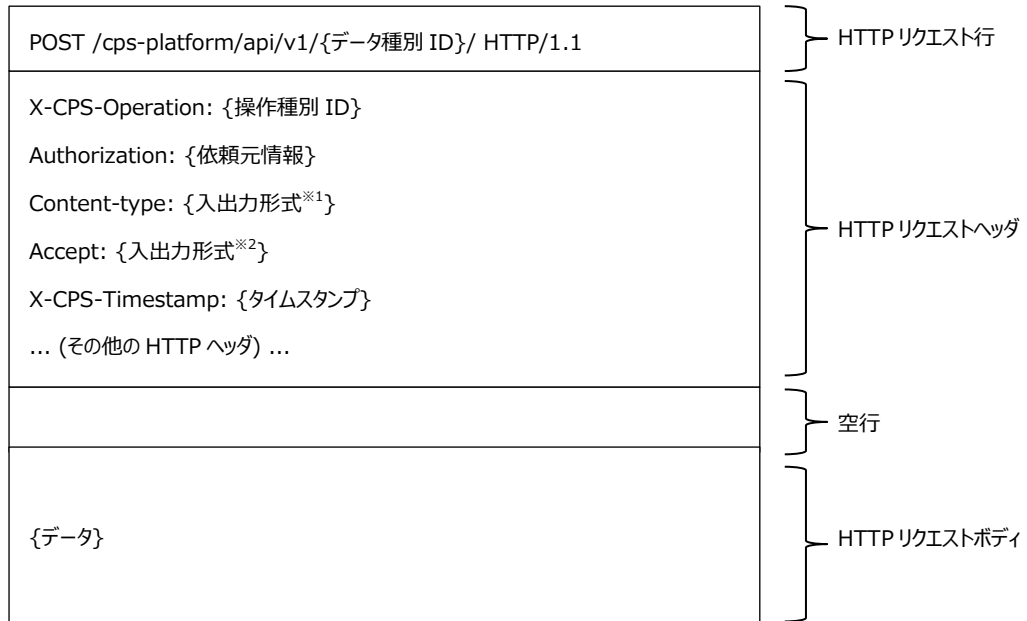 POST /cps-platform/api/v1/{データ種別 ID}/ HTTP/1.1
HTTP リクエスト行
X-CPS-Operation: {操作種別 ID}
Authorization: {依頼元情報}
Content-type: {入出力形式※1}
Accept: {入出力形式※2}
X-CPS-Timestamp: {タイムスタンプ}
... (その他の HTTP ヘッダ) ...
HTTP リクエストヘッダ
空行
{データ}
HTTP リクエストボディ